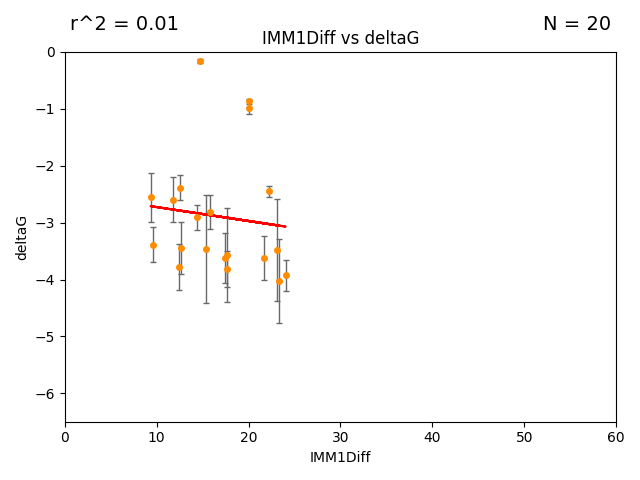 r^2 = 0.01
N = 20
IMM1Diff vs deltaG
0
−1
−2
−3
−4
−5
−6
deltaG
0 10 20 30 40 50 60
IMM1Diff